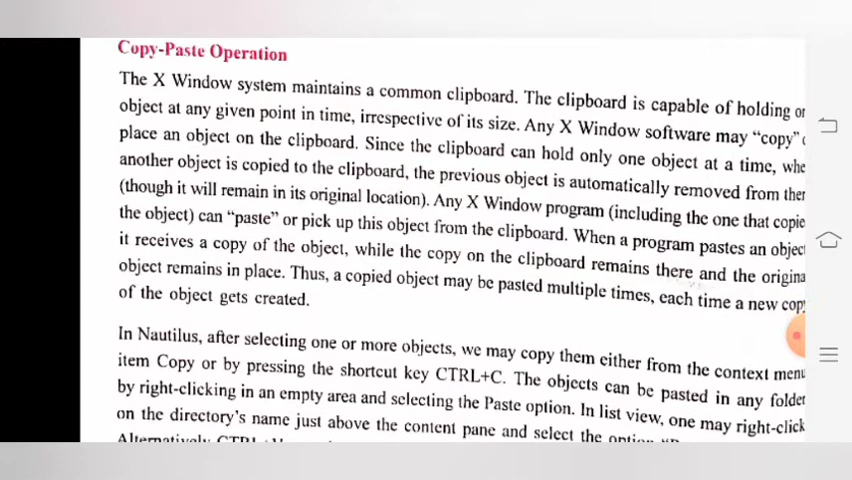 Copy-Paste Operation
The X Window system maintains a common clipboard. The clipboard is capable of holding
object at any given point in time, irrespective of its size. Any X Window software may “copy”
place an object on the clipboard. Since the clipboard can hold only one object at a time,
another object is copied to the clipboard, the previous object is automatically removed from
(though it will remain in its original location). Any X Window program (including the one that
the object) can “paste” or pick up this object from the clipboard. When a program pastes an
it receives a copy of the object, while the copy on the clipboard remains there and the
object remains in place. Thus, a copied object may be pasted multiple times, each time a new
of the object gets created.
In Nautilus, after selecting one or more objects, we may copy them either from the context menu
item Copy or by pressing the shortcut key CTRL+C. The objects can be pasted in any folder
by right-clicking in an empty area and selecting the Paste option. In list view, one may right-click
on the directory’s name just above the content pane and select the option
Alternatively